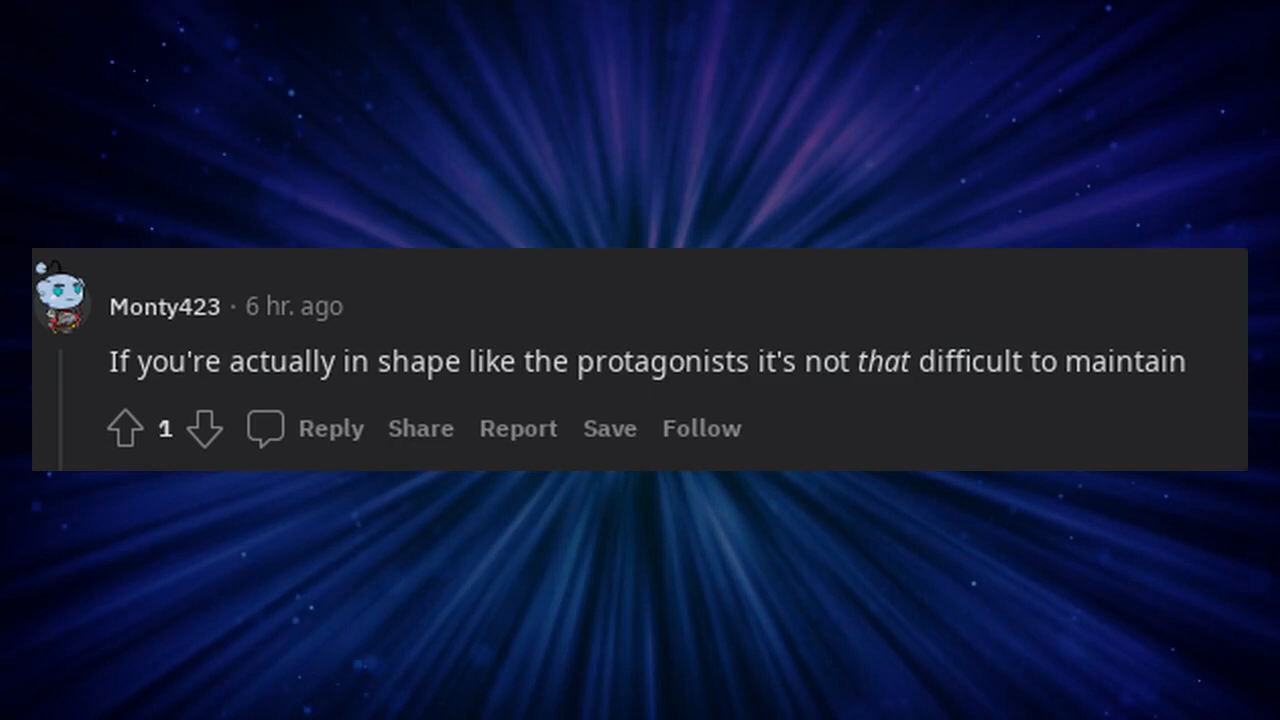 Monty423 · 6 hr. ago
If you're actually in shape like the protagonists it's not that difficult to maintain
1 Reply Share Report Save Follow